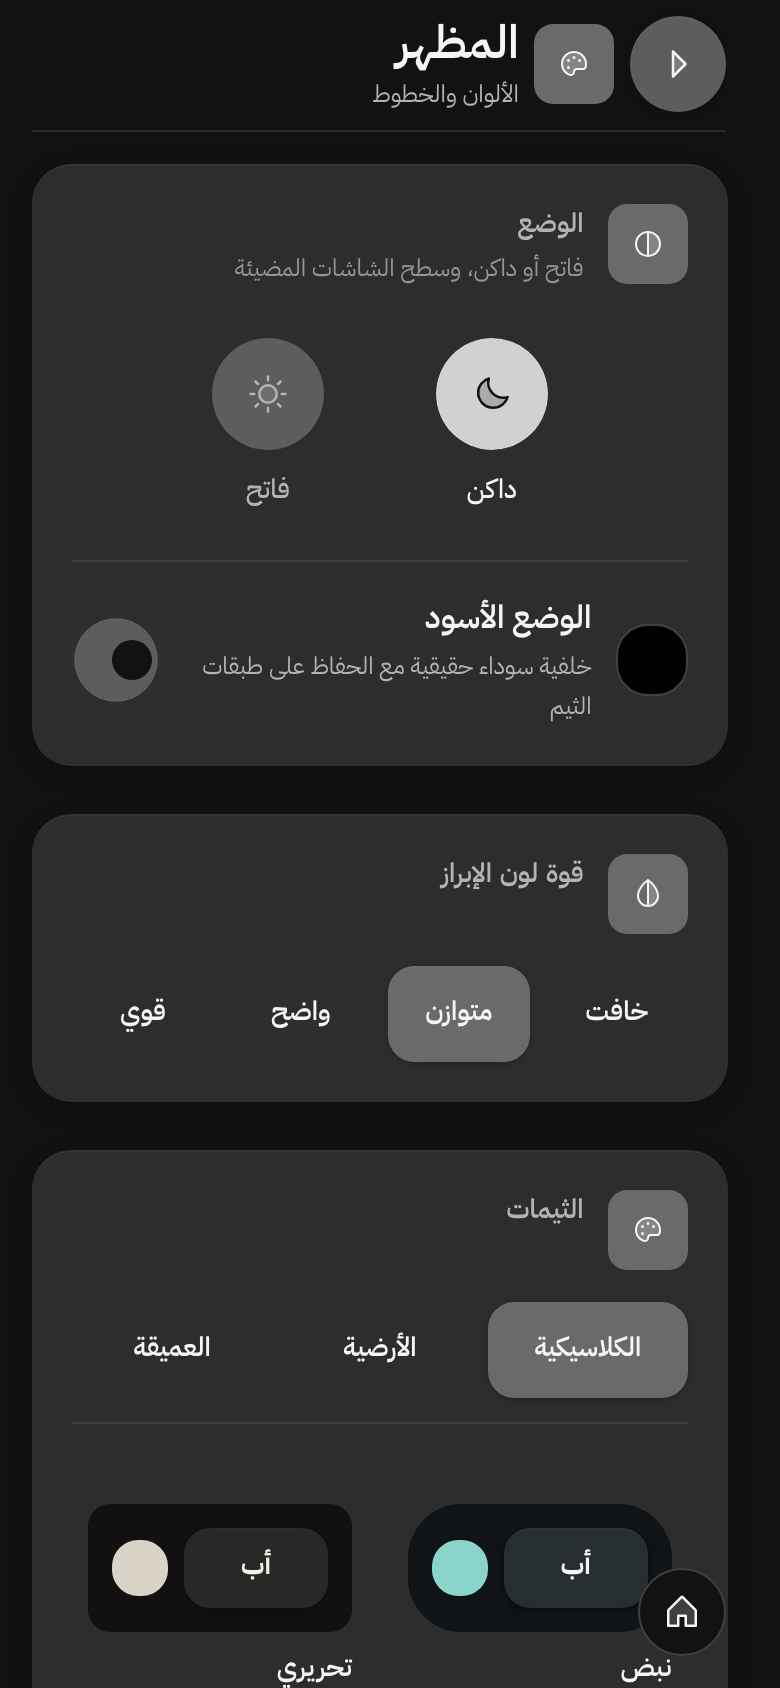 المظهر
الألوان والخطوط
الوضع
فاتح أو داكن، وسطح الشاشات المضيئة
داكن
فاتح
الوضع الأسود
خلفية سوداء حقيقية مع الحفاظ على طبقات
الثيم
قوة لون الإبراز
خافت
متوازن
واضح
قوي
الثيمات
الكلاسيكية
الأرضية
العميقة
أب
أب
نبض
تحريري